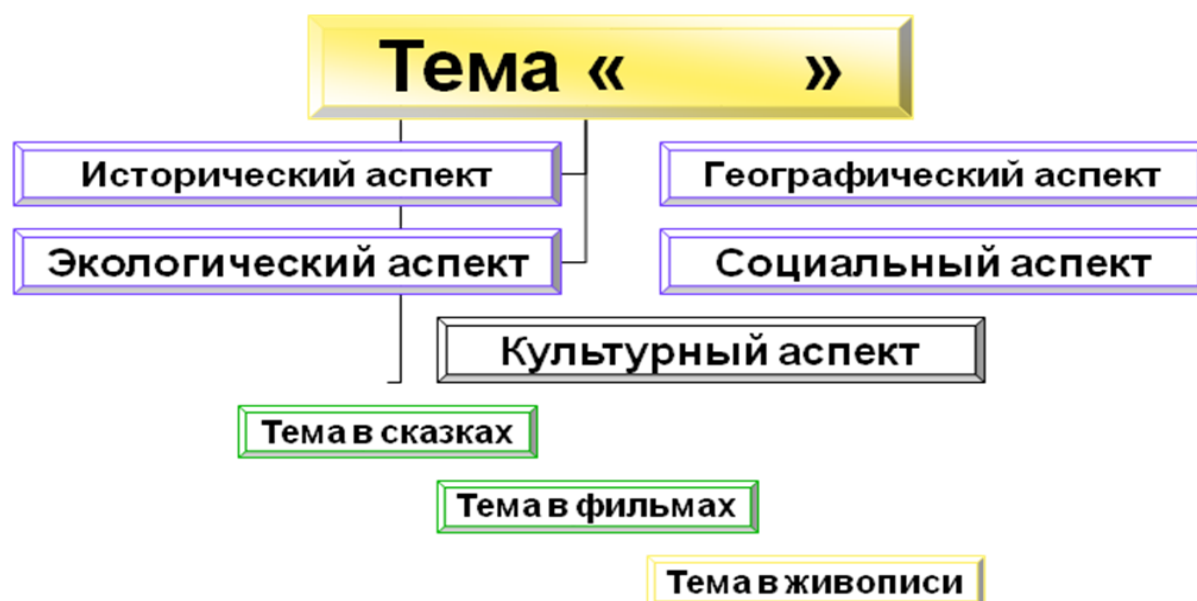 Тема « »
Исторический аспект
Географический аспект
Экологический аспект
Социальный аспект
Культурный аспект
Тема в сказках
Тема в фильмах
Тема в живописи